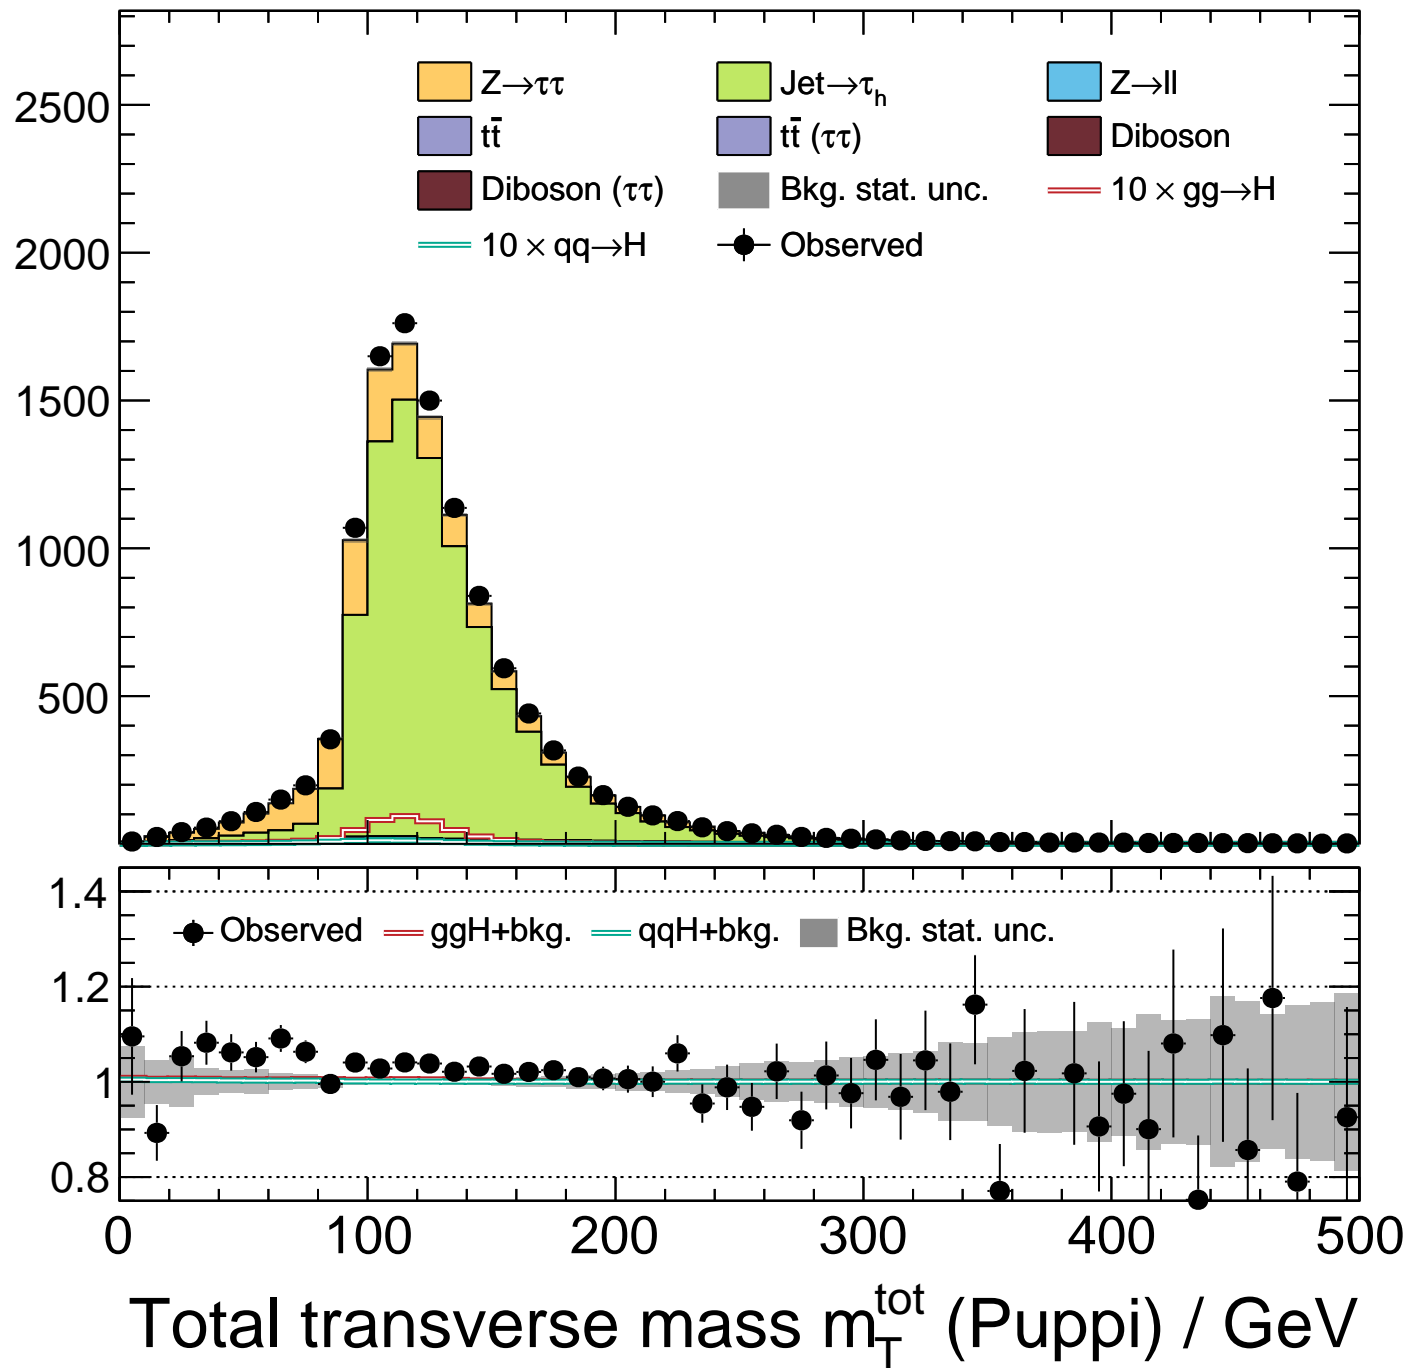 2500
2000
1500
1000
500
Z→ττ Jet→τh Z→ll
tt̄ tt̄ (ττ) Diboson
Diboson (ττ) Bkg. stat. unc. 10 × gg→H
10 × qq→H Observed
1.4
1.2
1
0.8
Observed ggH+bkg. qqH+bkg. Bkg. stat. unc.
0 100 200 300 400 500
Total transverse mass m_T^tot (Puppi) / GeV